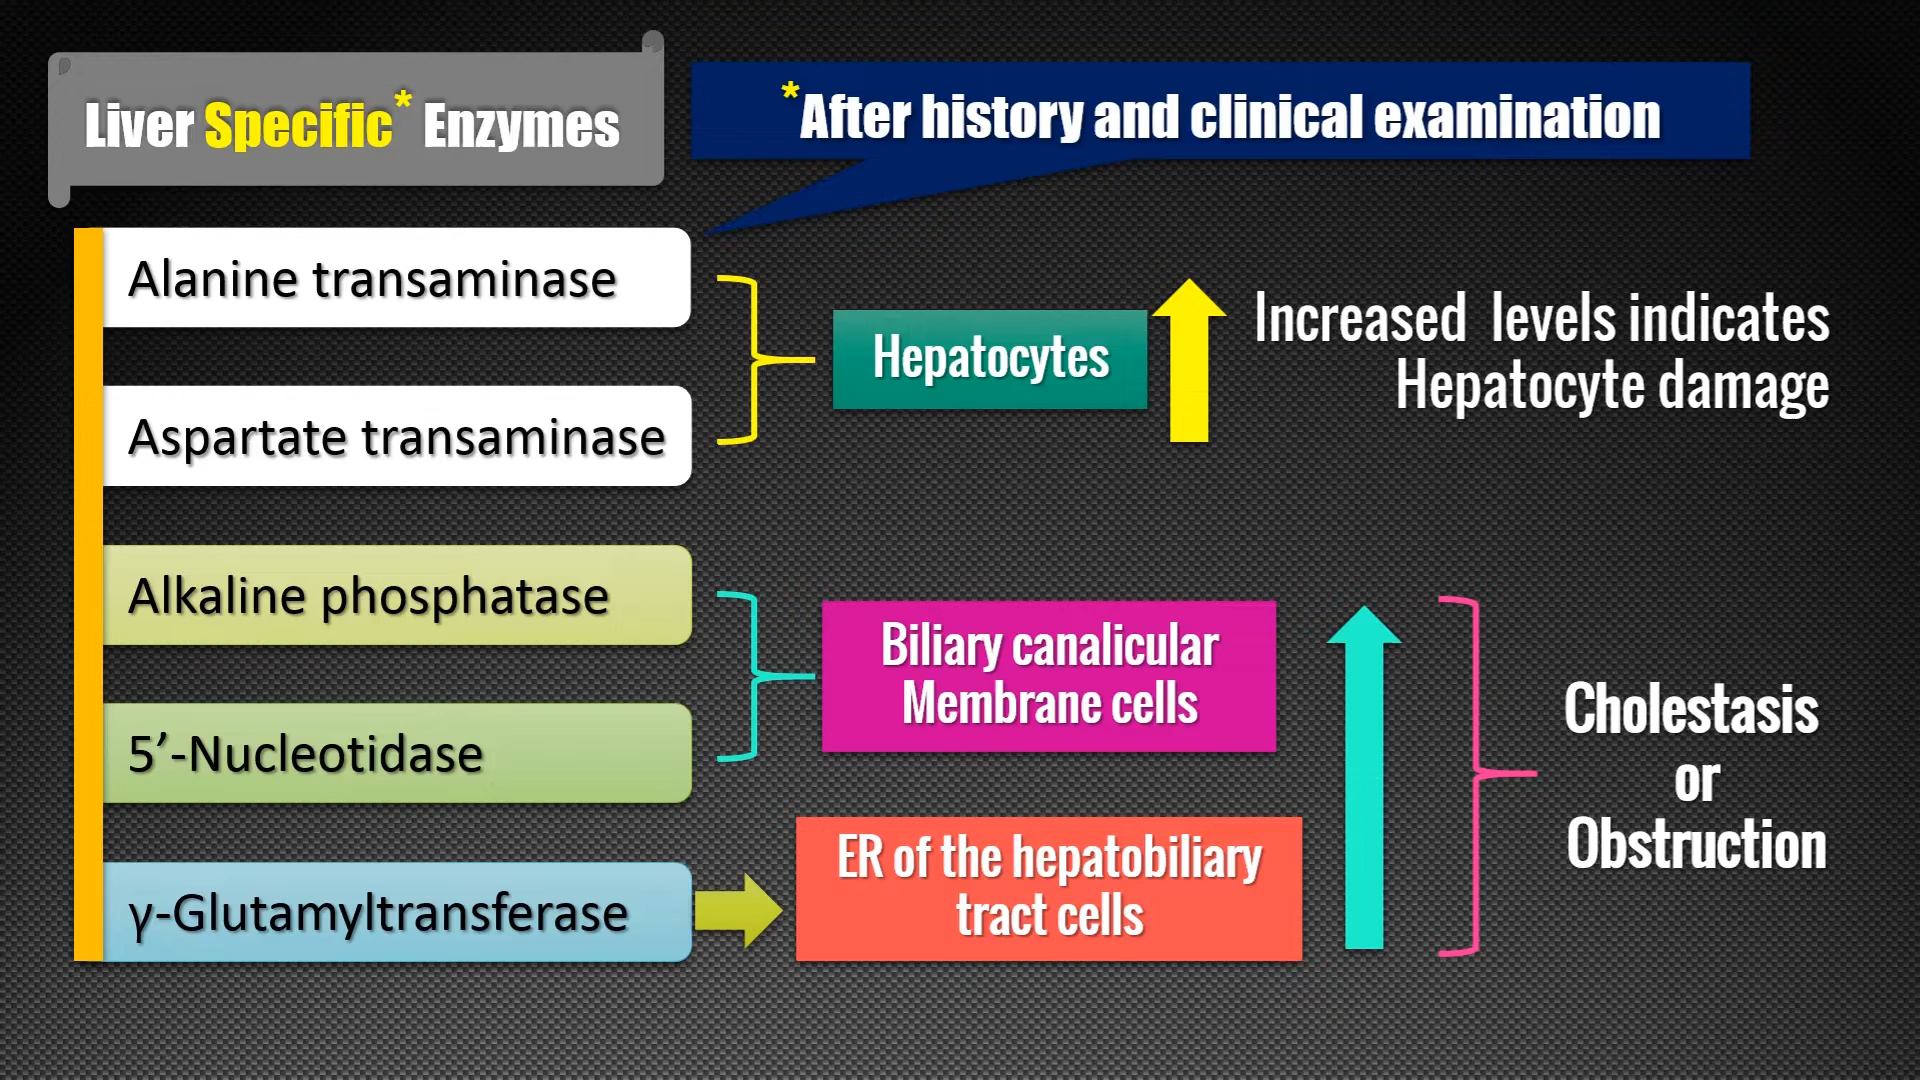 Liver Specific* Enzymes
*After history and clinical examination
Alanine transaminase
Aspartate transaminase
Hepatocytes
Increased levels indicates
Hepatocyte damage
Alkaline phosphatase
5’-Nucleotidase
Biliary canalicular
Membrane cells
γ-Glutamyltransferase
ER of the hepatobiliary
tract cells
Cholestasis
or
Obstruction